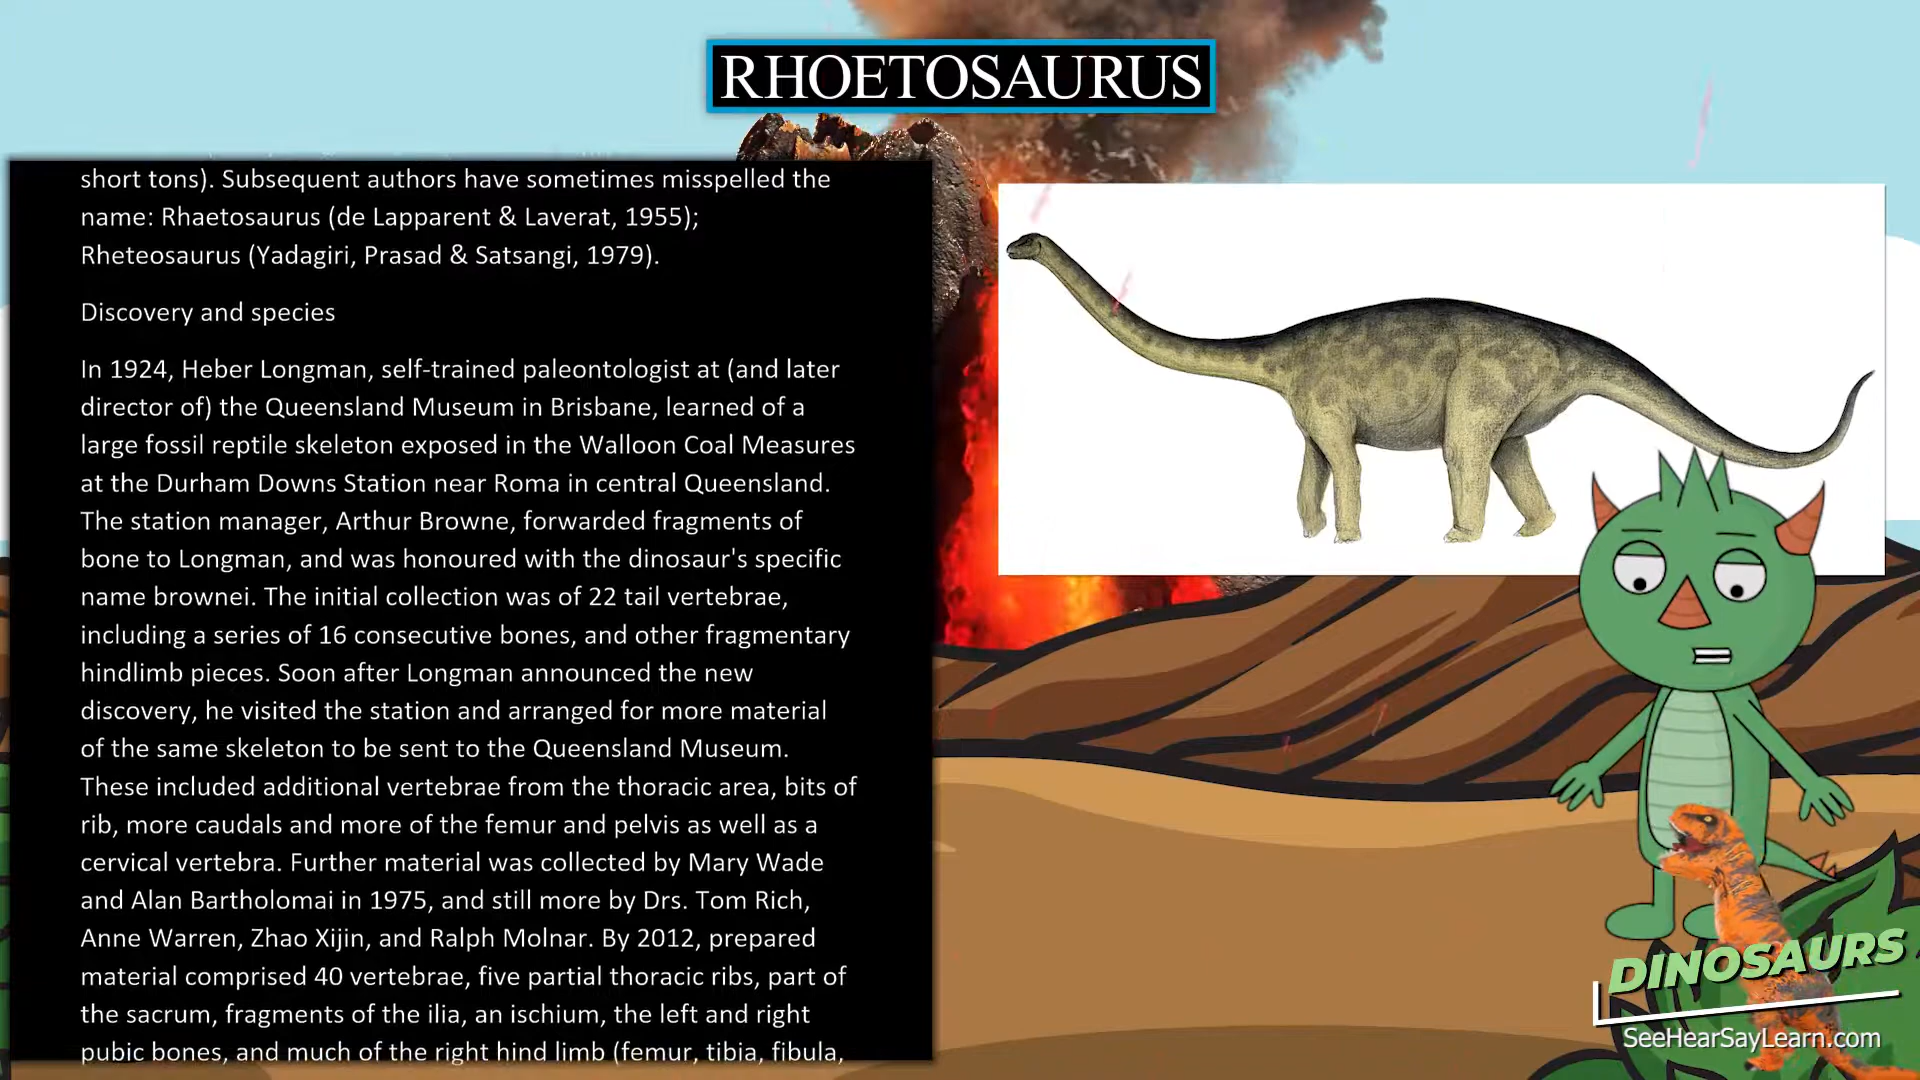 RHOETOSAURUS
short tons). Subsequent authors have sometimes misspelled the
name: Rhaetosaurus (de Lapparent & Laverat, 1955);
Rheteosaurus (Yadagiri, Prasad & Satsangi, 1979).
Discovery and species
In 1924, Heber Longman, self-trained paleontologist at (and later
director of) the Queensland Museum in Brisbane, learned of a
large fossil reptile skeleton exposed in the Walloon Coal Measures
at the Durham Downs Station near Roma in central Queensland.
The station manager, Arthur Browne, forwarded fragments of
bone to Longman, and was honoured with the dinosaur's specific
name brownei. The initial collection was of 22 tail vertebrae,
including a series of 16 consecutive bones, and other fragmentary
hindlimb pieces. Soon after Longman announced the new
discovery, he visited the station and arranged for more material
of the same skeleton to be sent to the Queensland Museum.
These included additional vertebrae from the thoracic area, bits of
rib, more caudals and more of the femur and pelvis as well as a
cervical vertebra. Further material was collected by Mary Wade
and Alan Bartholomai in 1975, and still more by Drs. Tom Rich,
Anne Warren, Zhao Xijin, and Ralph Molnar. By 2012, prepared
material comprised 40 vertebrae, five partial thoracic ribs, part of
the sacrum, fragments of the ilia, an ischium, the left and right
pubic bones, and much of the right hind limb (femur, tibia, fibula,
DINOSAURS
SeeHearSayLearn.com